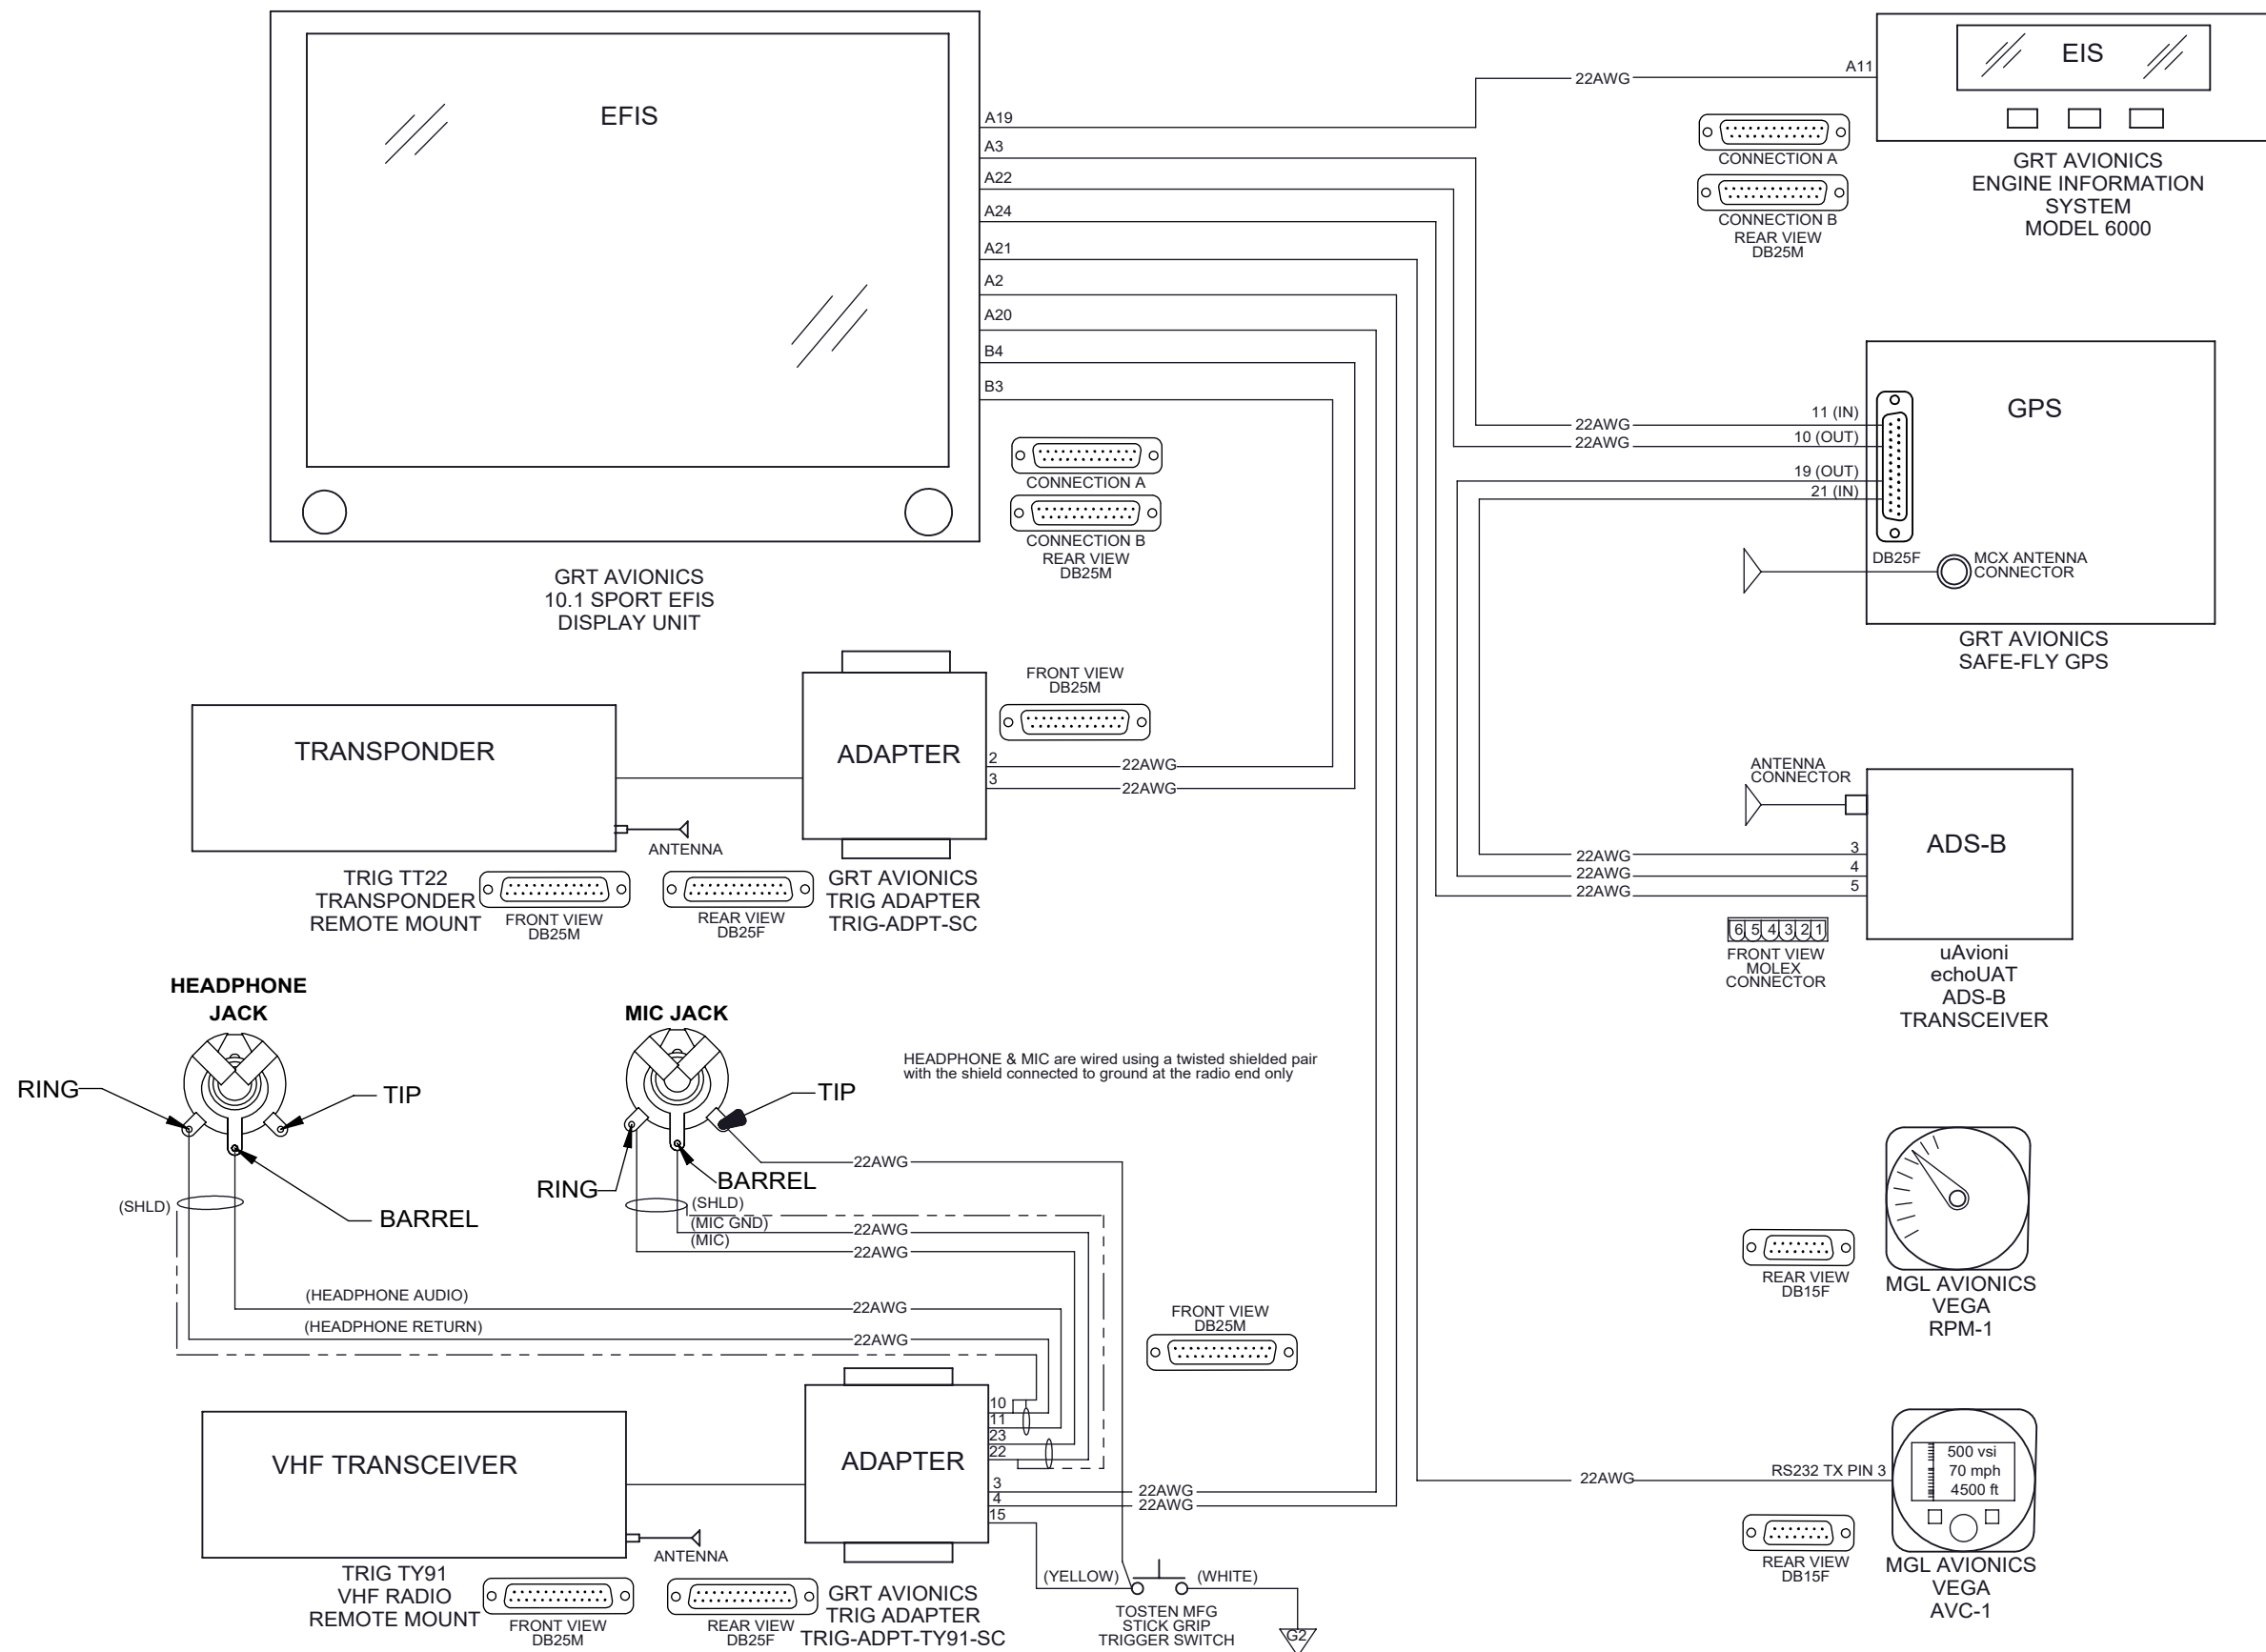 EFIS
A19
A3
A22
A24
A21
A2
A20
B4
B3
CONNECTION A
CONNECTION B
REAR VIEW
DB25M
GRT AVIONICS
10.1 SPORT EFIS
DISPLAY UNIT
22AWG
A11
EIS
CONNECTION A
CONNECTION B
REAR VIEW
DB25M
GRT AVIONICS
ENGINE INFORMATION
SYSTEM
MODEL 6000
22AWG
22AWG
11 (IN)
10 (OUT)
19 (OUT)
21 (IN)
GPS
DB25F
MCX ANTENNA
CONNECTOR
GRT AVIONICS
SAFE-FLY GPS
TRANSPONDER
ANTENNA
TRIG TT22
TRANSPONDER
REMOTE MOUNT
FRONT VIEW
DB25M
REAR VIEW
DB25F
ADAPTER
FRONT VIEW
DB25M
2
3
22AWG
22AWG
GRT AVIONICS
TRIG ADAPTER
TRIG-ADPT-SC
ANTENNA
CONNECTOR
ADS-B
22AWG
22AWG
22AWG
3
4
5
6 5 4 3 2 1
FRONT VIEW
MOLEX
CONNECTOR
uAvioni
echoUAT
ADS-B
TRANSCEIVER
HEADPHONE
JACK
RING
TIP
BARREL
(SHLD)
MIC JACK
TIP
RING
BARREL
HEADPHONE & MIC are wired using a twisted shielded pair
with the shield connected to ground at the radio end only
22AWG
(SHLD)
(MIC GND)
22AWG
(MIC)
22AWG
(HEADPHONE AUDIO)
22AWG
(HEADPHONE RETURN)
22AWG
REAR VIEW
DB15F
MGL AVIONICS
VEGA
RPM-1
FRONT VIEW
DB25M
VHF TRANSCEIVER
ANTENNA
TRIG TY91
VHF RADIO
REMOTE MOUNT
FRONT VIEW
DB25M
REAR VIEW
DB25F
ADAPTER
10
11
23
22
3
4
15
22AWG
22AWG
GRT AVIONICS
TRIG ADAPTER
TRIG-ADPT-TY91-SC
(YELLOW)
(WHITE)
TOSTEN MFG
STICK GRIP
TRIGGER SWITCH
G2
22AWG
RS232 TX PIN 3
500 vsi
70 mph
4500 ft
REAR VIEW
DB15F
MGL AVIONICS
VEGA
AVC-1